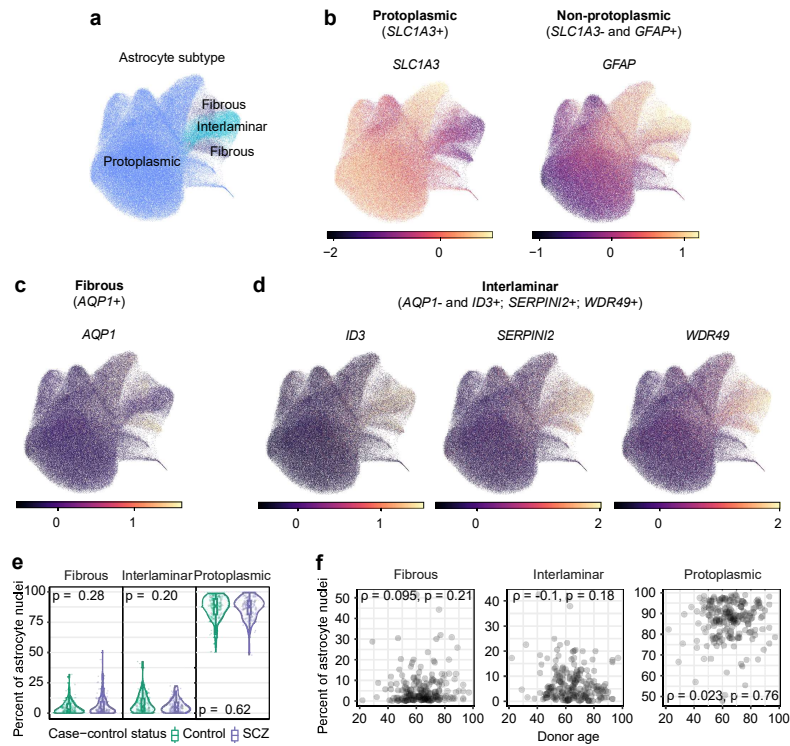 a
Astrocyte subtype
Fibrous
Interlaminar
Fibrous
Protoplasmic
b
Protoplasmic
(SLC1A3+)
SLC1A3
−2 −1 0
Non-protoplasmic
(SLC1A3- and GFAP+)
GFAP
−1 0 1
c
Fibrous
(AQP1+)
AQP1
0 1
d
Interlaminar
(AQP1- and ID3+; SERPINI2+; WDR49+)
ID3 SERPINI2 WDR49
0 1
0 1 2
0 1 2
e
Fibrous Interlaminar Protoplasmic
Percent of astrocyte nuclei
100
75
50
25
0
p = 0.28 p = 0.20
p = 0.62
Case−control status Control SCZ
f
Fibrous Interlaminar Protoplasmic
Percent of astrocyte nuclei
50
40
30
20
10
0
ρ = 0.095, p = 0.21
20 40 60 80 100
40
30
20
10
0
ρ = -0.1, p = 0.18
20 40 60 80 100
100
90
80
70
60
50
ρ = 0.023, p = 0.76
20 40 60 80 100
Donor age